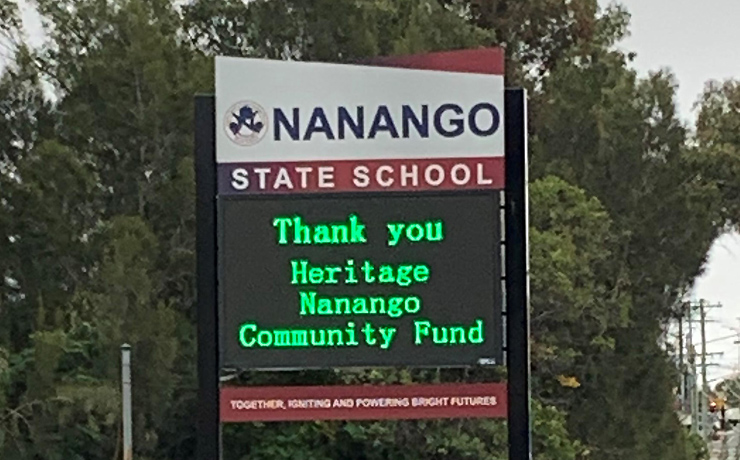 NANANGO
STATE SCHOOL
Thank you
Heritage
Nanango
Community Fund
TOGETHER, IGNITING AND POWERING BRIGHT FUTURES